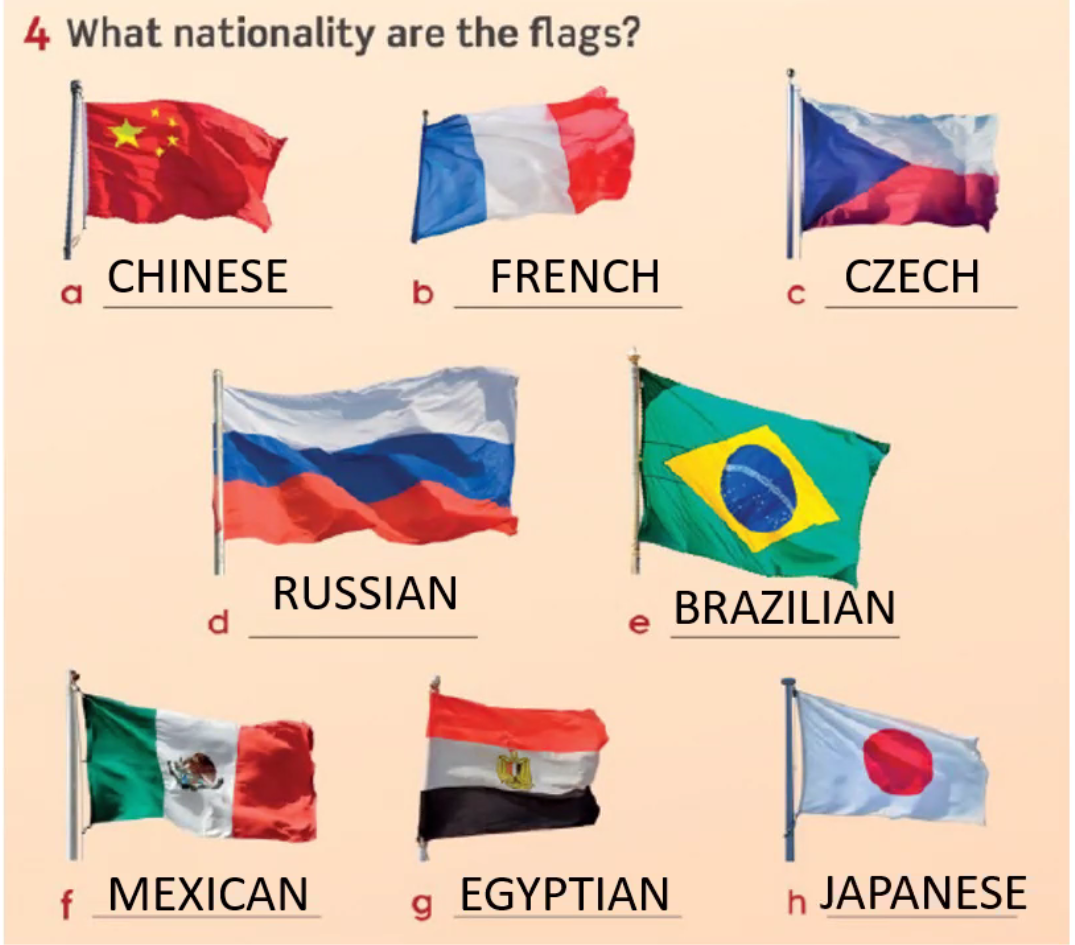 4 What nationality are the flags?
a CHINESE b FRENCH c CZECH
d RUSSIAN e BRAZILIAN
f MEXICAN g EGYPTIAN h JAPANESE